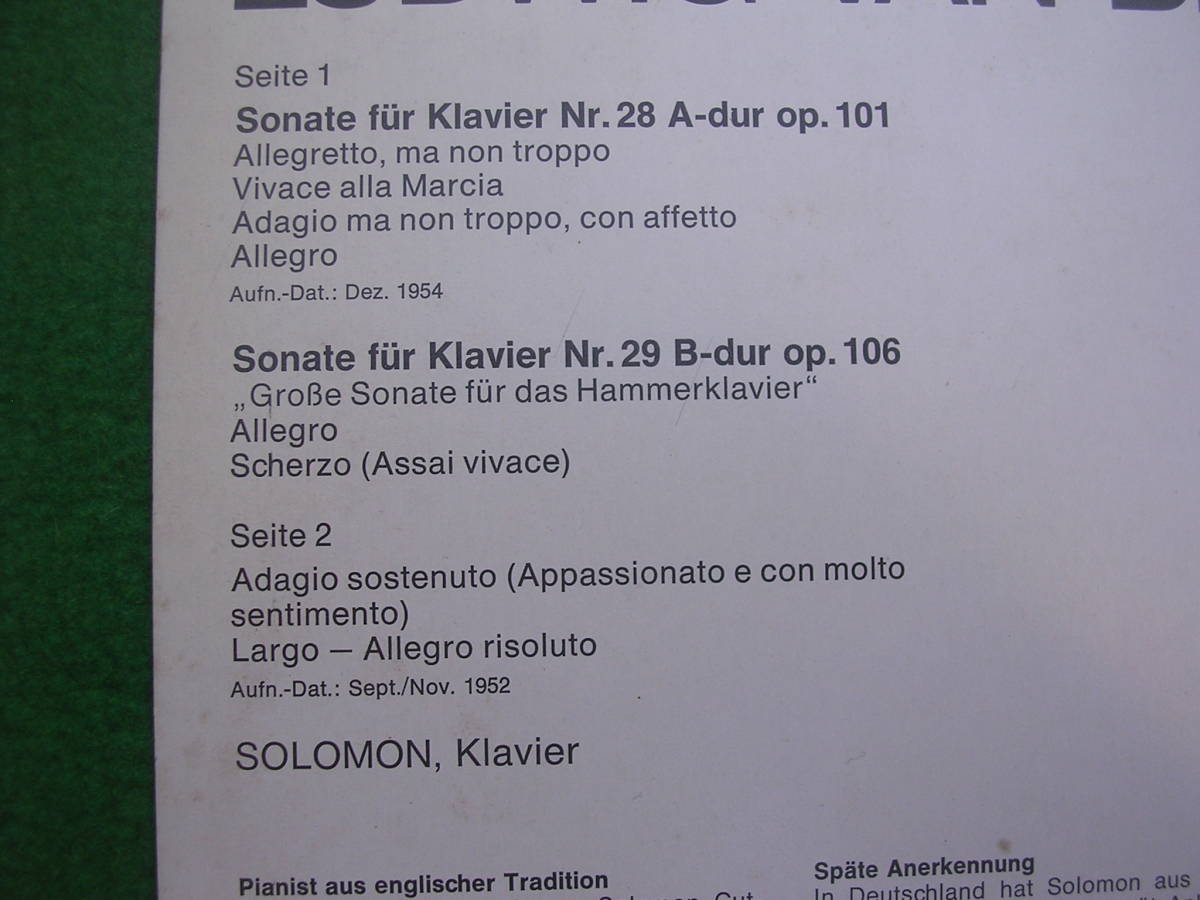 Seite 1
Sonate für Klavier Nr. 28 A-dur op. 101
Allegretto, ma non troppo
Vivace alla Marcia
Adagio ma non troppo, con affetto
Allegro
Aufn.-Dat.: Dez. 1954
Sonate für Klavier Nr. 29 B-dur op. 106
„Große Sonate für das Hammerklavier“
Allegro
Scherzo (Assai vivace)
Seite 2
Adagio sostenuto (Appassionato e con molto
sentimento)
Largo – Allegro risoluto
Aufn.-Dat.: Sept./Nov. 1952
SOLOMON, Klavier
Pianist aus englischer Tradition
Solomon Cut
Späte Anerkennung
In Deutschland hat Solomon aus